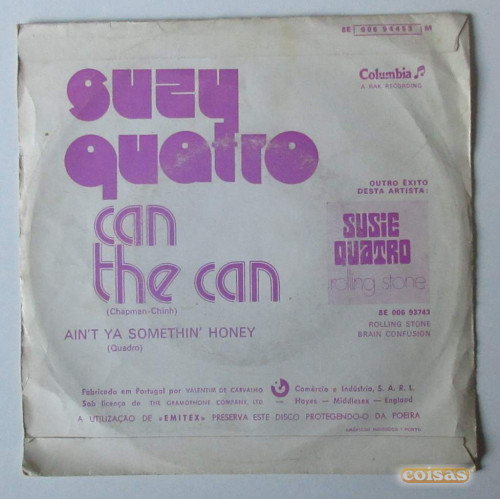 8E 006 94463 M
suzy
quatro
Columbia
A RAK RECORDING
can
the can
(Chapman-Chinh)
AIN'T YA SOMETHIN' HONEY
(Quadro)
OUTRO ÊXITO
DESTA ARTISTA:
SUSIE
QUATRO
rolling stone
8E 006 93743
ROLLING STONE
BRAIN CONFUSION
Fabricado em Portugal por VALENTIM DE CARVALHO Comércio e Indústria, S. A. R. L.
Sob licença de THE GRAMOPHONE COMPANY, LTD — Hayes — Middlesex — England
A UTILIZAÇÃO DE «EMITEX» PRESERVA ESTE DISCO PROTEGENDO-O DA POEIRA
coisas